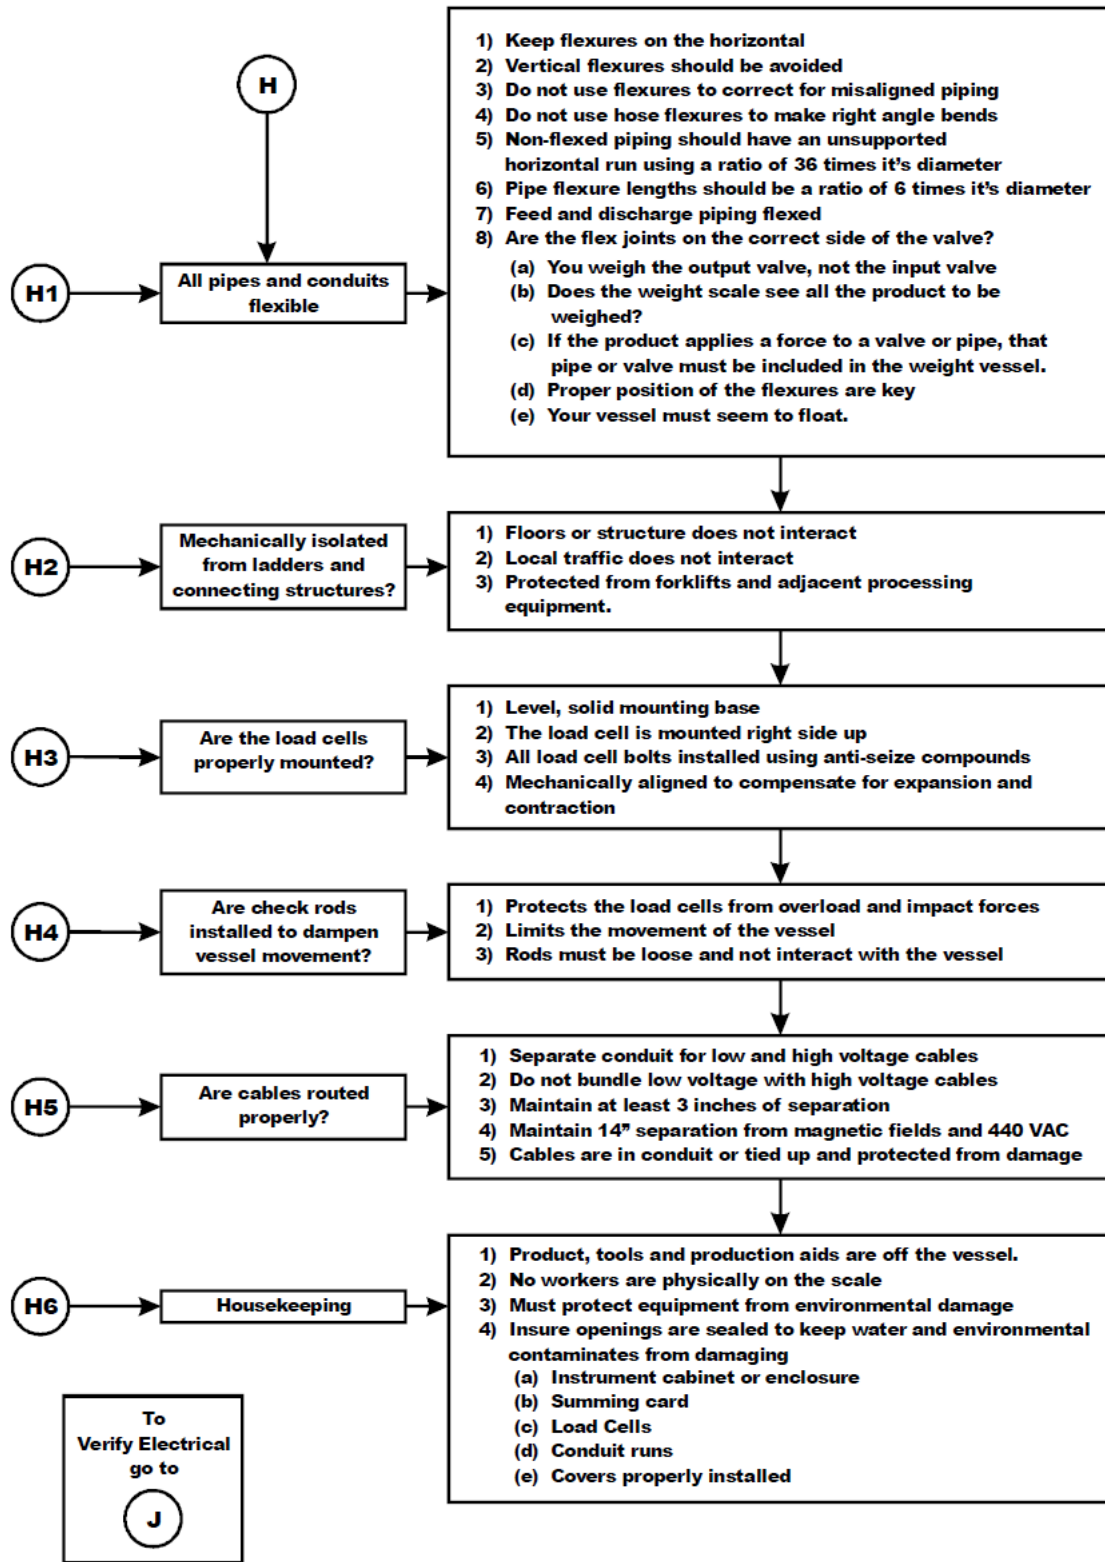 H
1) Keep flexures on the horizontal
2) Vertical flexures should be avoided
3) Do not use flexures to correct for misaligned piping
4) Do not use hose flexures to make right angle bends
5) Non-flexed piping should have an unsupported
horizontal run using a ratio of 36 times it's diameter
6) Pipe flexure lengths should be a ratio of 6 times it's diameter
7) Feed and discharge piping flexed
8) Are the flex joints on the correct side of the valve?
(a) You weigh the output valve, not the input valve
(b) Does the weight scale see all the product to be
weighed?
(c) If the product applies a force to a valve or pipe, that
pipe or valve must be included in the weight vessel.
(d) Proper position of the flexures are key
(e) Your vessel must seem to float.
H1
All pipes and conduits
flexible
H2
Mechanically isolated
from ladders and
connecting structures?
1) Floors or structure does not interact
2) Local traffic does not interact
3) Protected from forklifts and adjacent processing
equipment.
H3
Are the load cells
properly mounted?
1) Level, solid mounting base
2) The load cell is mounted right side up
3) All load cell bolts installed using anti-seize compounds
4) Mechanically aligned to compensate for expansion and
contraction
H4
Are check rods
installed to dampen
vessel movement?
1) Protects the load cells from overload and impact forces
2) Limits the movement of the vessel
3) Rods must be loose and not interact with the vessel
H5
Are cables routed
properly?
1) Separate conduit for low and high voltage cables
2) Do not bundle low voltage with high voltage cables
3) Maintain at least 3 inches of separation
4) Maintain 14" separation from magnetic fields and 440 VAC
5) Cables are in conduit or tied up and protected from damage
H6
Housekeeping
1) Product, tools and production aids are off the vessel.
2) No workers are physically on the scale
3) Must protect equipment from environmental damage
4) Insure openings are sealed to keep water and environmental
contaminates from damaging
(a) Instrument cabinet or enclosure
(b) Summing card
(c) Load Cells
(d) Conduit runs
(e) Covers properly installed
To
Verify Electrical
go to
J